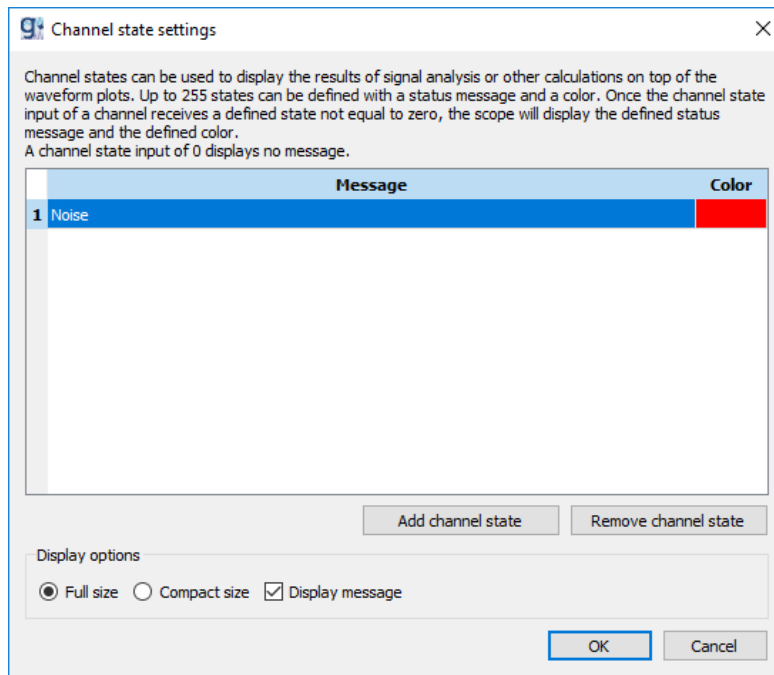 Channel state settings
Channel states can be used to display the results of signal analysis or other calculations on top of the
waveform plots. Up to 255 states can be defined with a status message and a color. Once the channel state
input of a channel receives a defined state not equal to zero, the scope will display the defined status
message and the defined color.
A channel state input of 0 displays no message.
Message Color
1 Noise
Add channel state Remove channel state
Display options
Full size Compact size Display message
OK Cancel